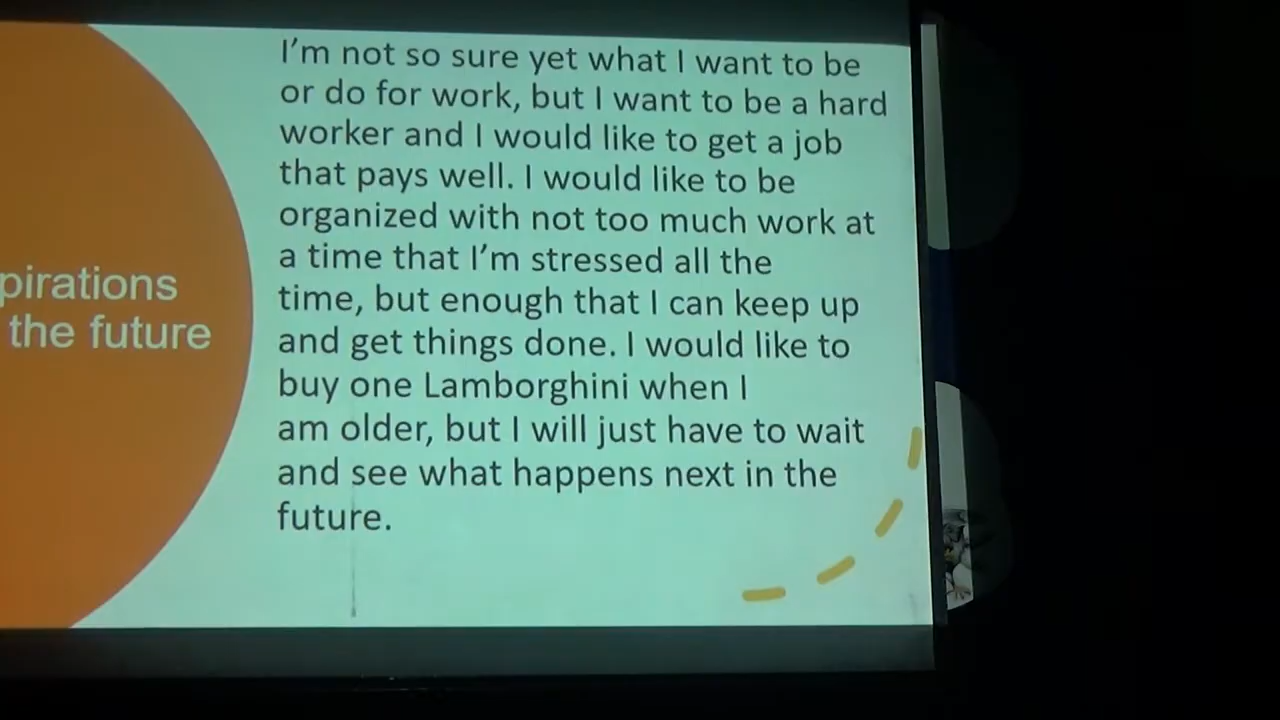 pirations
the future
I'm not so sure yet what I want to be
or do for work, but I want to be a hard
worker and I would like to get a job
that pays well. I would like to be
organized with not too much work at
a time that I'm stressed all the
time, but enough that I can keep up
and get things done. I would like to
buy one Lamborghini when I
am older, but I will just have to wait
and see what happens next in the
future.